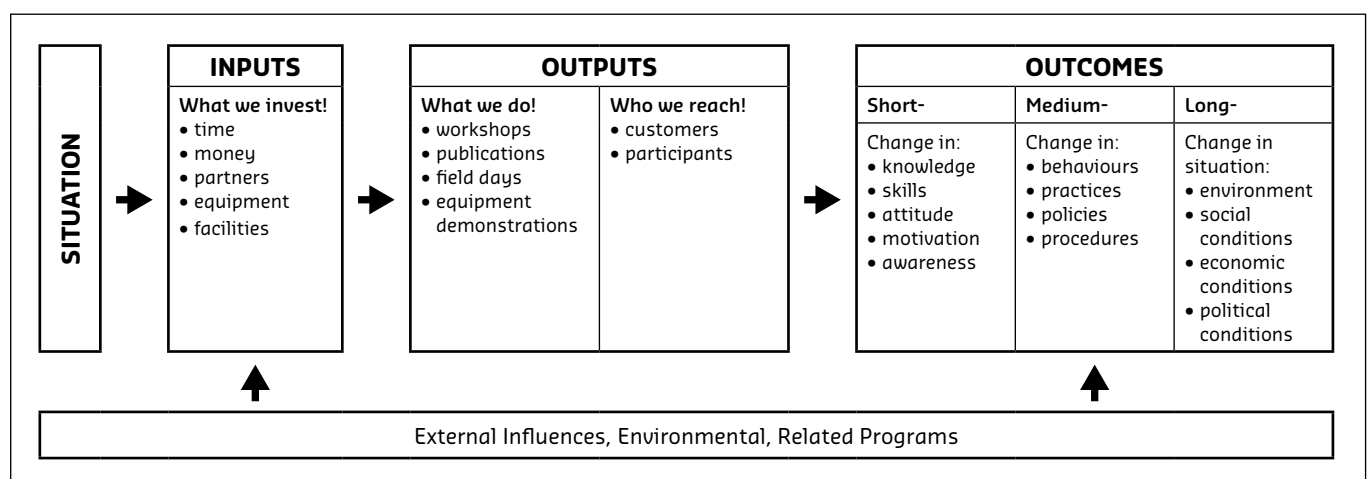 SITUATION
INPUTS
What we invest!
• time
• money
• partners
• equipment
• facilities
OUTPUTS
What we do!
• workshops
• publications
• field days
• equipment
demonstrations
Who we reach!
• customers
• participants
OUTCOMES
Short-
Change in:
• knowledge
• skills
• attitude
• motivation
• awareness
Medium-
Change in:
• behaviours
• practices
• policies
• procedures
Long-
Change in
situation:
• environment
• social
conditions
• economic
conditions
• political
conditions
External Influences, Environmental, Related Programs